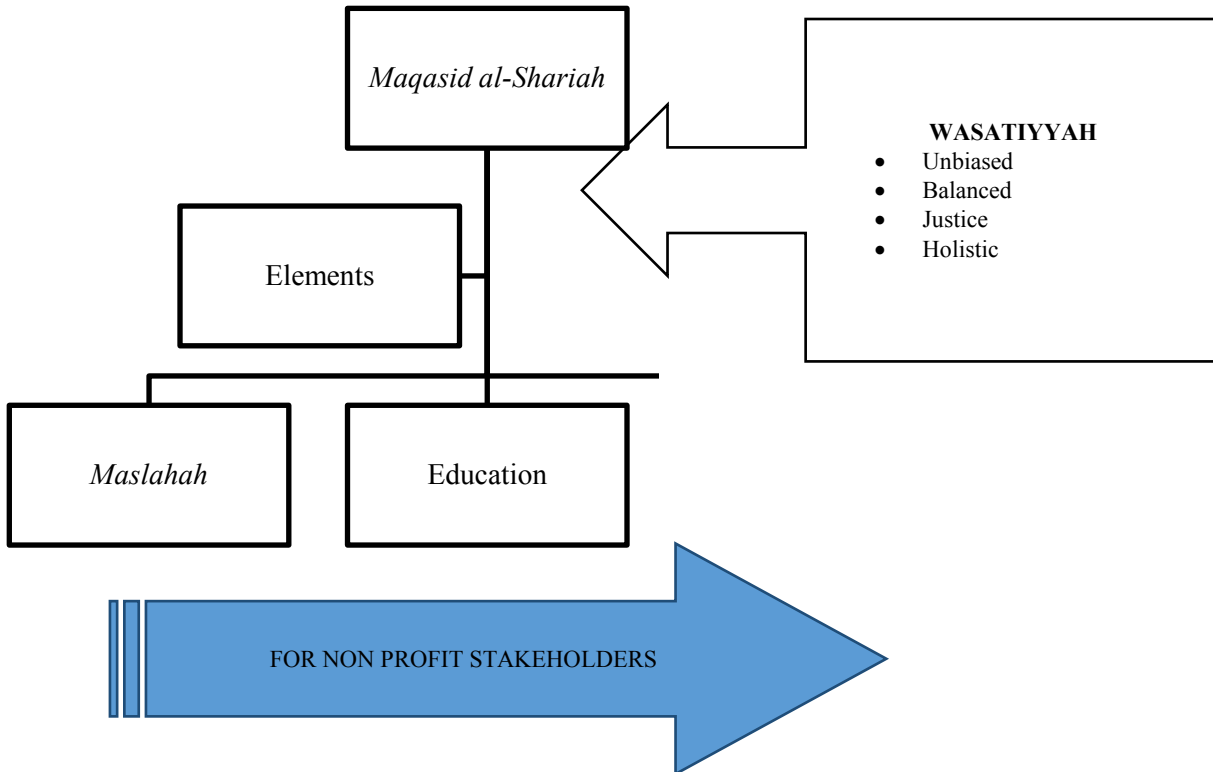 Maqasid al-Shariah
WASATIYYAH
• Unbiased
• Balanced
• Justice
• Holistic
Elements
Maslahah
Education
FOR NON PROFIT STAKEHOLDERS